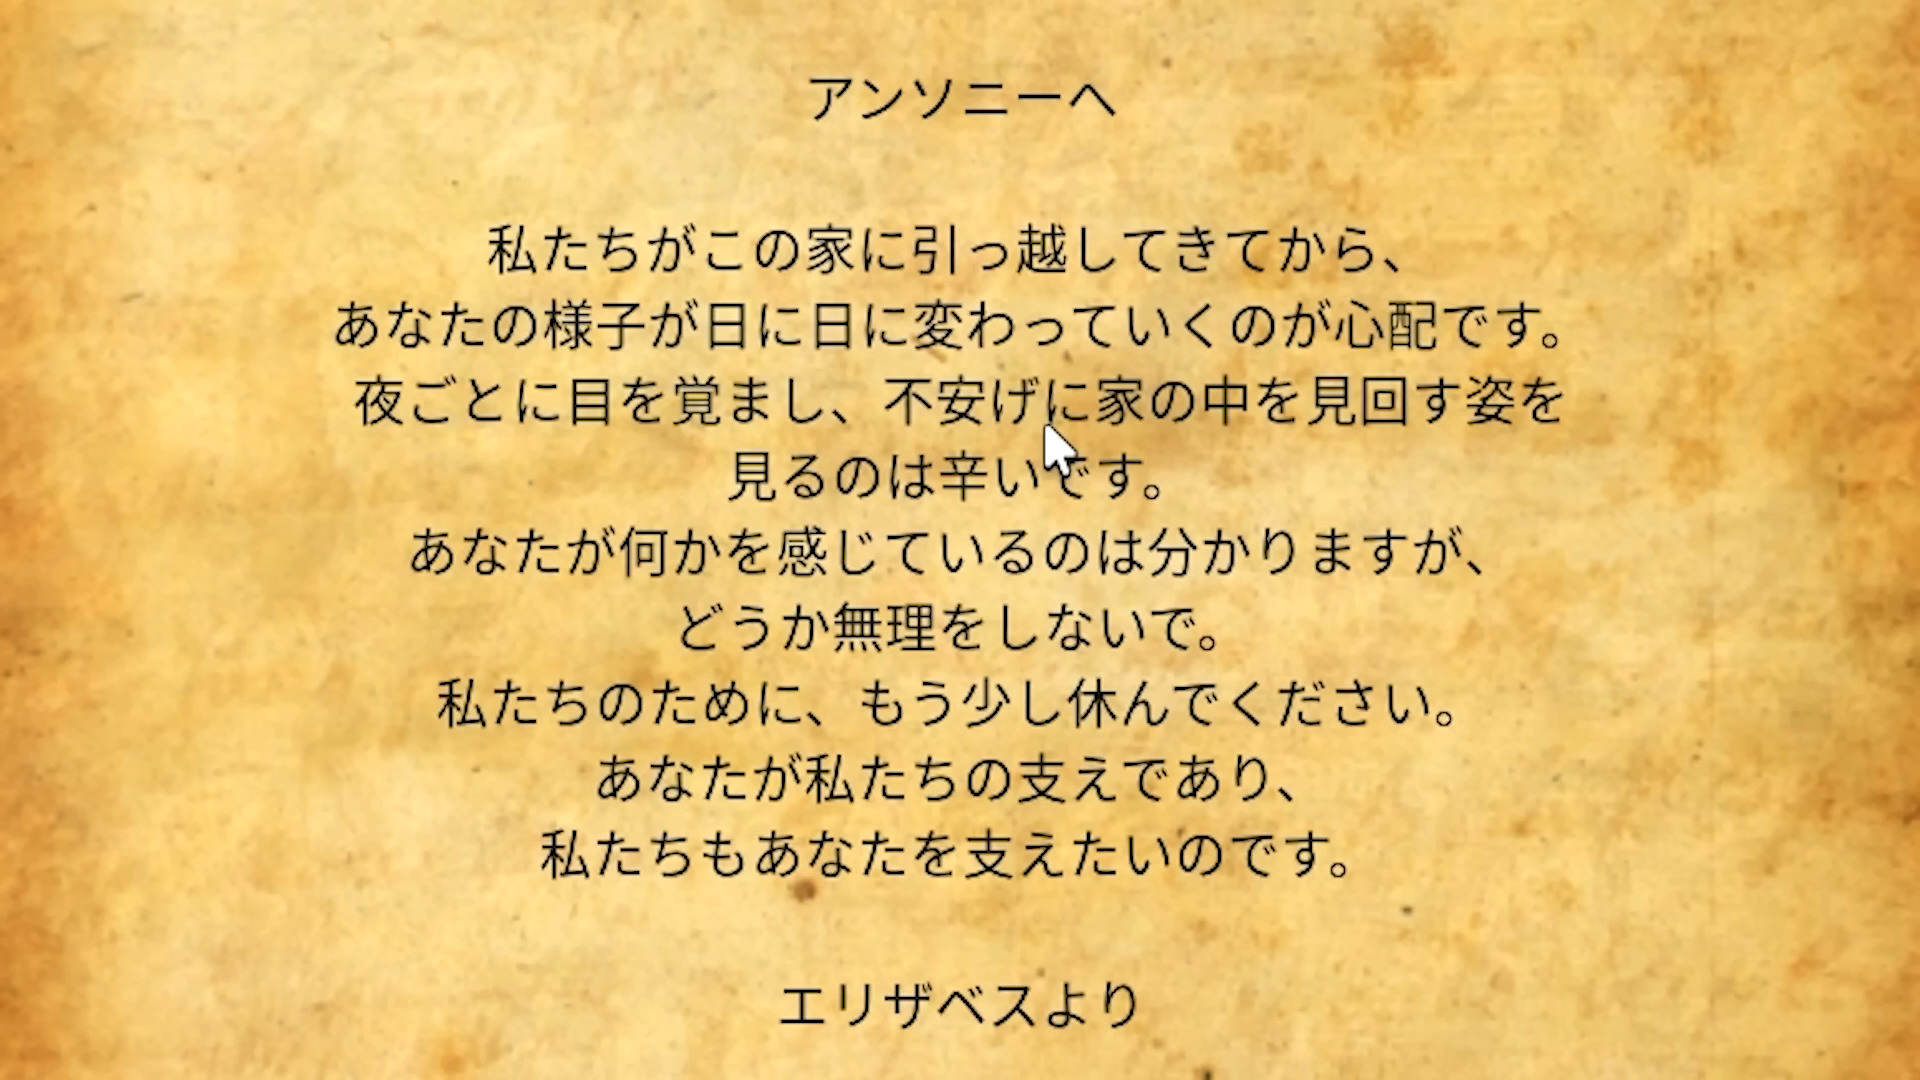 アンソニーへ
私たちがこの家に引っ越してきてから、
あなたの様子が日に日に変わっていくのが心配です。
夜ごとに目を覚まし、不安げに家の中を見回す姿を
見るのは辛いです。
あなたが何かを感じているのは分かりますが、
どうか無理をしないで。
私たちのために、もう少し休んでください。
あなたが私たちの支えであり、
私たちもあなたを支えたいのです。
エリザベスより